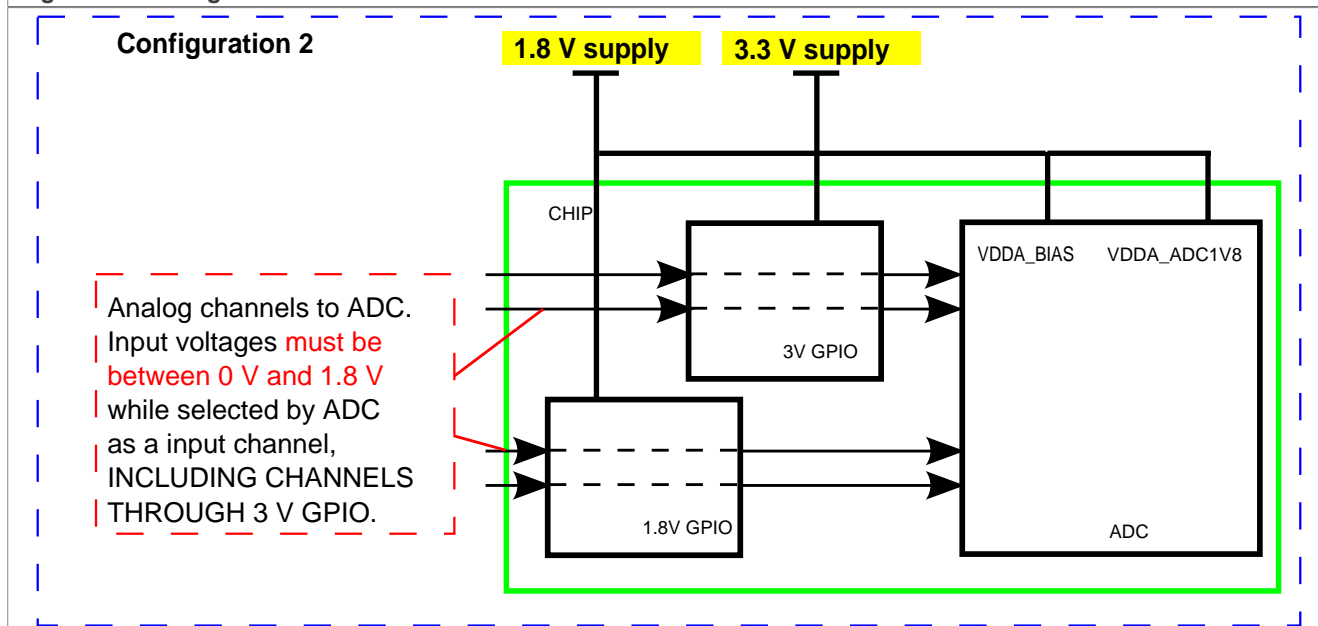 Configuration 2
1.8 V supply
3.3 V supply
CHIP
VDDA_BIAS
VDDA_ADC1V8
3V GPIO
Analog channels to ADC.
Input voltages must be
between 0 V and 1.8 V
while selected by ADC
as a input channel,
INCLUDING CHANNELS
THROUGH 3 V GPIO.
1.8V GPIO
ADC